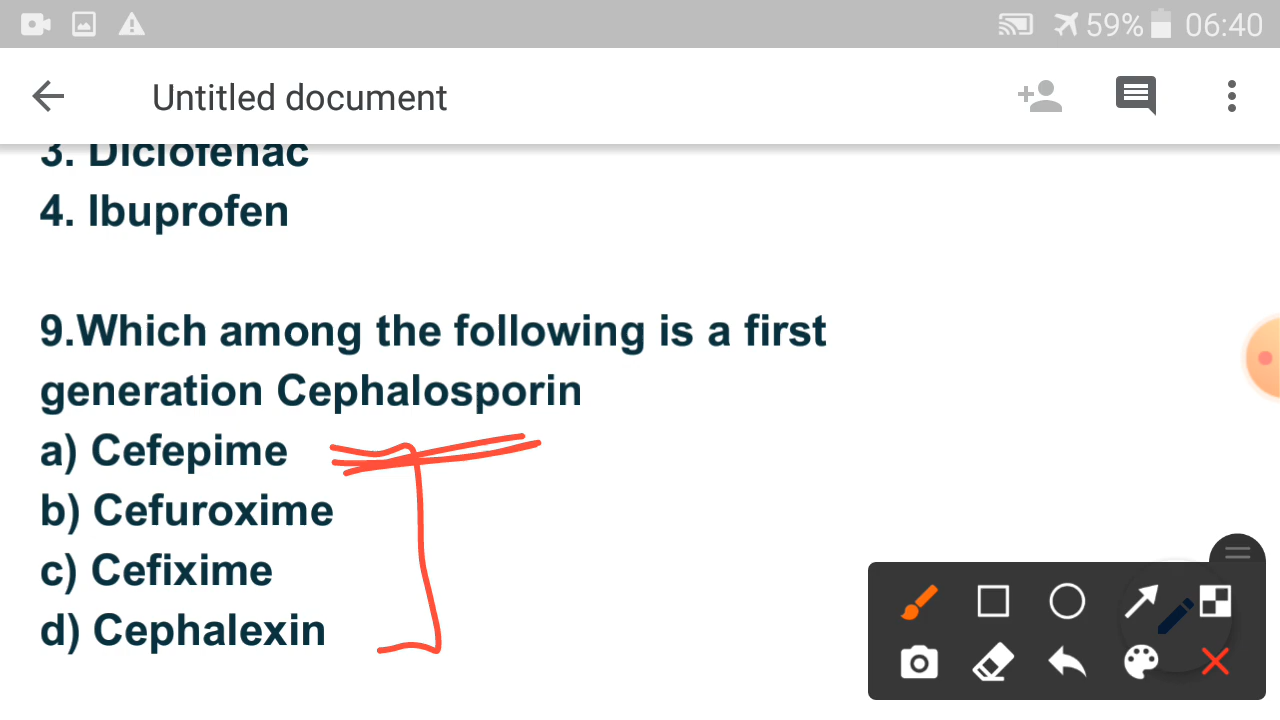 59% 06:40
Untitled document
3. Diclofenac
4. Ibuprofen
9.Which among the following is a first
generation Cephalosporin
a) Cefepime
b) Cefuroxime
c) Cefixime
d) Cephalexin